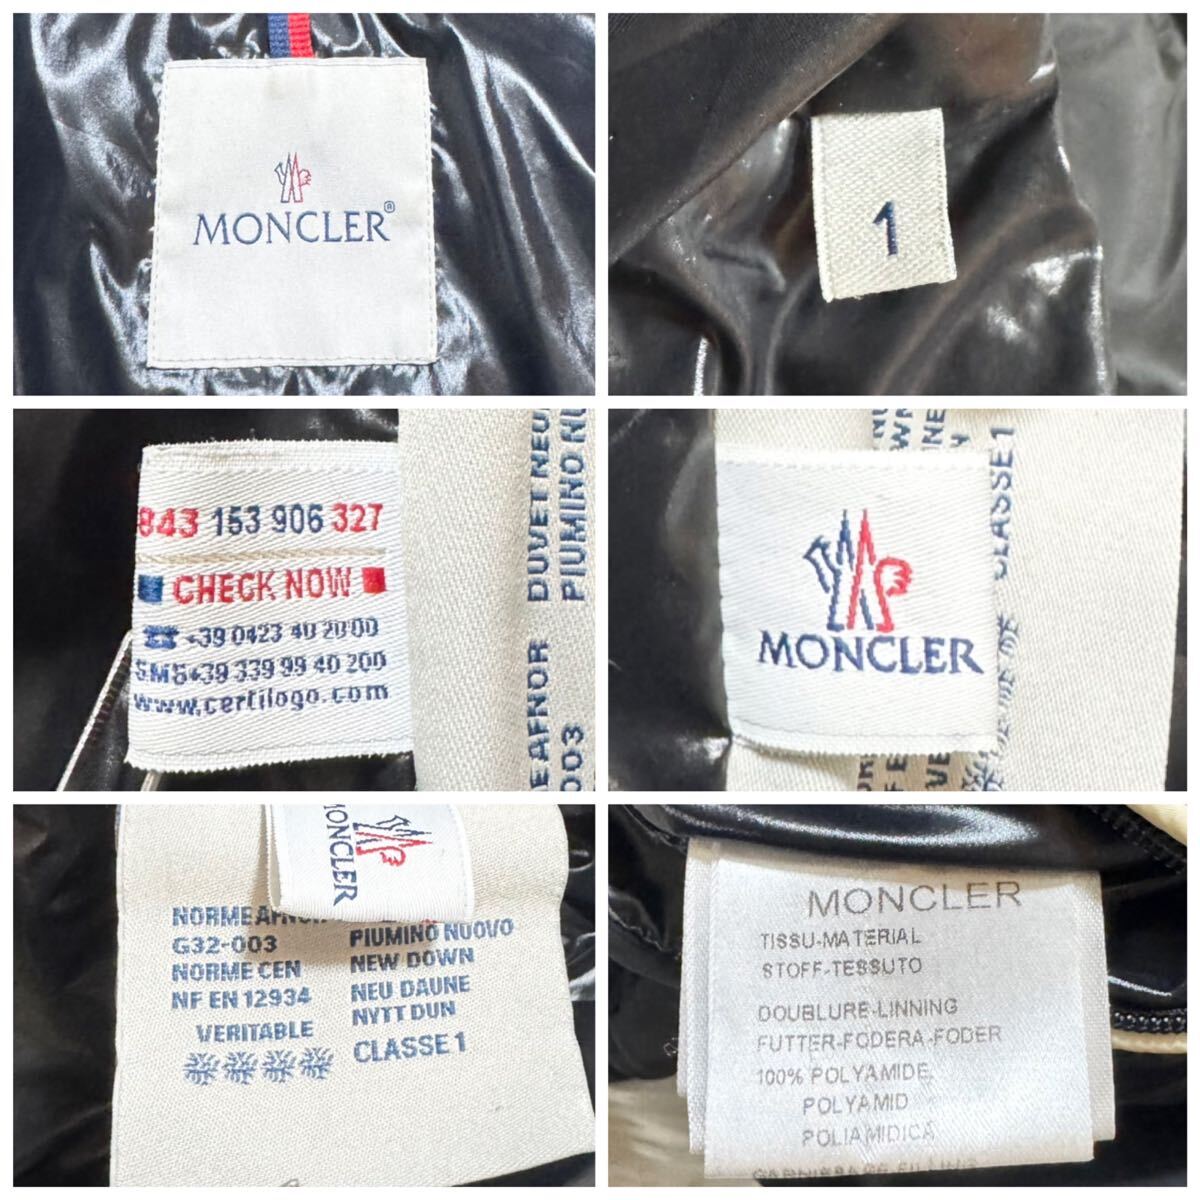 MONCLER®
1
843 153 906 327
CHECK NOW
+39 0423 40 20 00
SMS+39 339 99 40 200
www.certilogo.com
DUVET NEUF
PIUMINO NU
E AFNOR
003
MONCLER
CLASSE 1
MONCLER
NORME AFNOR
G32-003
NORME CEN
NF EN 12934
VERITABLE
PIUMINO NUOVO
NEW DOWN
NEU DAUNE
NYTT DUN
CLASSE 1
MONCLER
TISSU-MATERIAL
STOFF-TESSUTO
DOUBLURE-LINNING
FUTTER-FODERA-FODER
100% POLYAMIDE
POLYAMID
POLIAMIDICA